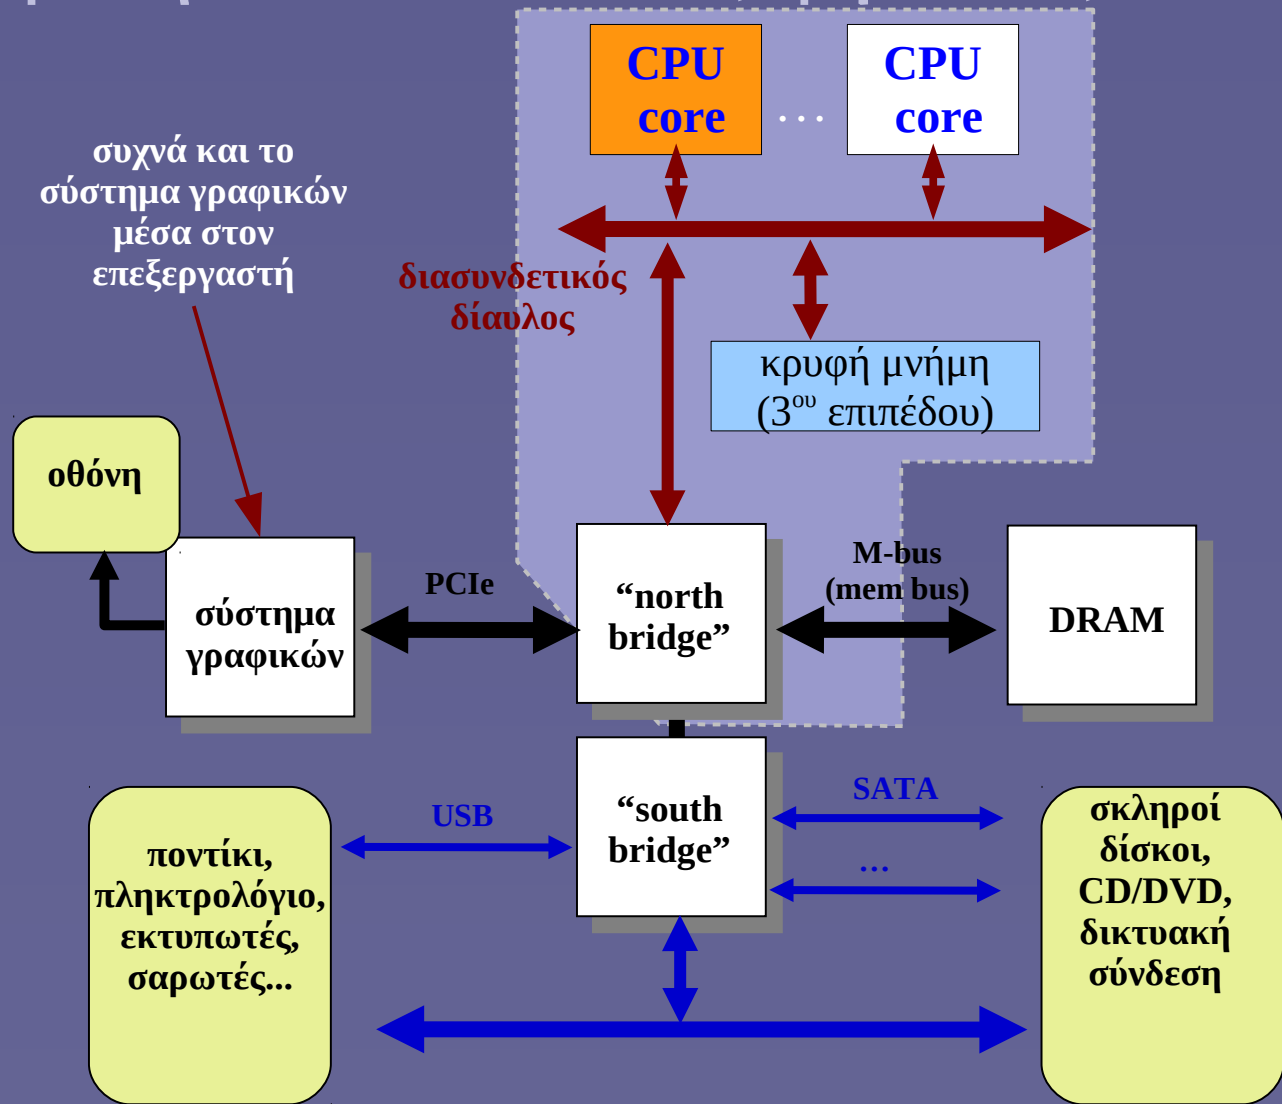 CPU
core
…
CPU
core
συχνά και το
σύστημα γραφικών
μέσα στον
επεξεργαστή
διασυνδετικός
δίαυλος
κρυφή μνήμη
(3ου επιπέδου)
οθόνη
σύστημα
γραφικών
PCIe
“north
bridge”
M-bus
(mem bus)
DRAM
“south
bridge”
USB
SATA
...
ποντίκι,
πληκτρολόγιο,
εκτυπωτές,
σαρωτές...
σκληροί
δίσκοι,
CD/DVD,
δικτυακή
σύνδεση